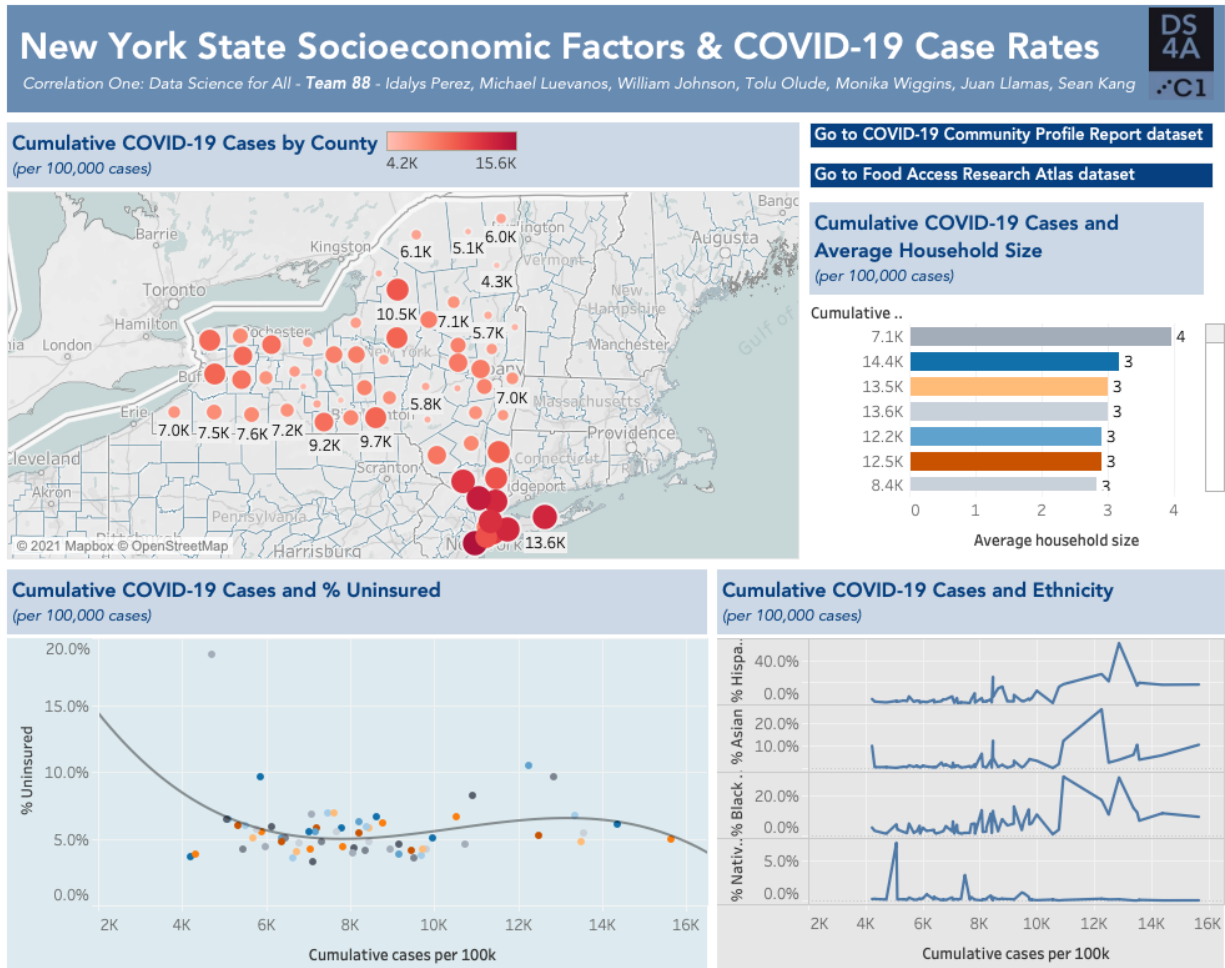 New York State Socioeconomic Factors & COVID-19 Case Rates
Correlation One: Data Science for All - Team 88 - Idalys Perez, Michael Luevanos, William Johnson, Tolu Olude, Monika Wiggins, Juan Llamas, Sean Kang
DS
4A
C1
Cumulative COVID-19 Cases by County
(per 100,000 cases)
4.2K 15.6K
Go to COVID-19 Community Profile Report dataset
Go to Food Access Research Atlas dataset
Bango
Barrie
ington
6.0K
Augusta
Kingston
6.1K
5.1K
Vermont
4.3K
Toronto
New
Hampshire
10.5K
7.1K
5.7K
Gulf of
Hamilton
ochester
London
New York
Manchester
Buf
bany
5.8K
7.0K
Massachusetts
Erie
7.0K 7.5K 7.6K 7.2K
9.2K
9.7K
Providence
Cleveland
Scranton
Connecticut
Akron
idgeport
Pennsylvania
© 2021 Mapbox © OpenStreetMap
Harrisburg
13.6K
Cumulative COVID-19 Cases and
Average Household Size
(per 100,000 cases)
Cumulative ..
7.1K 4
14.4K 3
13.5K 3
13.6K 3
12.2K 3
12.5K 3
8.4K 3
0 1 2 3 4
Average household size
Cumulative COVID-19 Cases and % Uninsured
(per 100,000 cases)
20.0%
15.0%
10.0%
5.0%
0.0%
% Uninsured
2K 4K 6K 8K 10K 12K 14K 16K
Cumulative cases per 100k
Cumulative COVID-19 Cases and Ethnicity
(per 100,000 cases)
% Hispa..
40.0%
0.0%
% Asian
20.0%
10.0%
% Black ..
20.0%
0.0%
% Nativ..
5.0%
0.0%
2K 4K 6K 8K 10K 12K 14K 16K
Cumulative cases per 100k